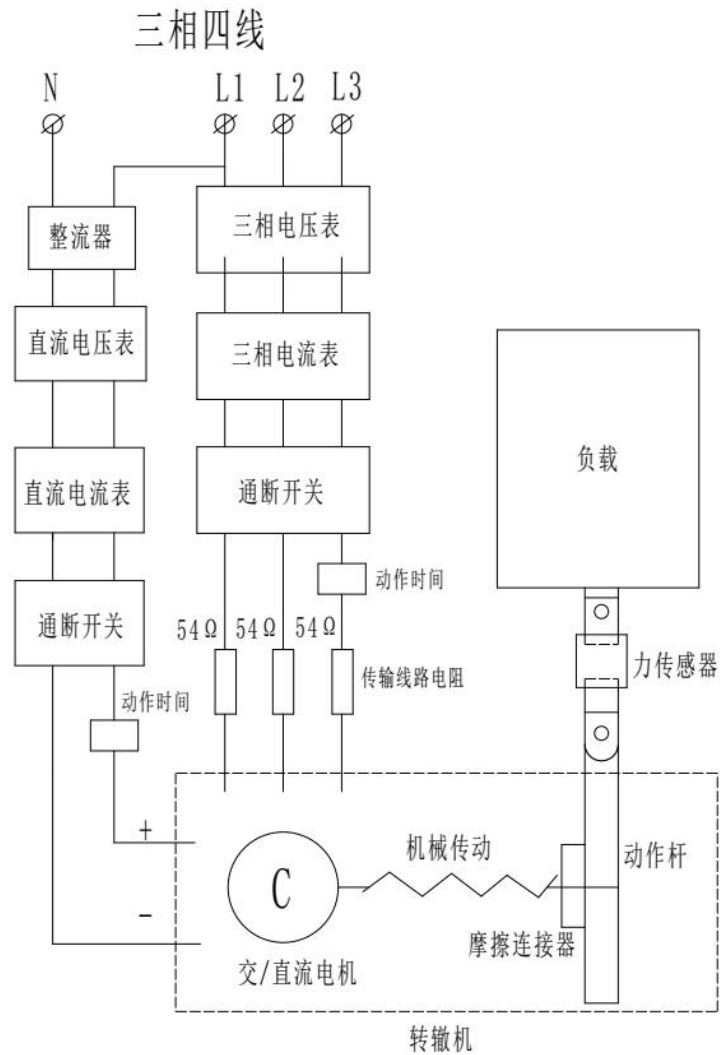 三相四线
N L1 L2 L3
整流器
三相电压表
直流电压表
三相电流表
负载
直流电流表
通断开关
动作时间
通断开关
54Ω 54Ω 54Ω
力传感器
传输线路电阻
动作时间
+
机械传动
动作杆
C
-
摩擦连接器
交/直流电机
转辙机